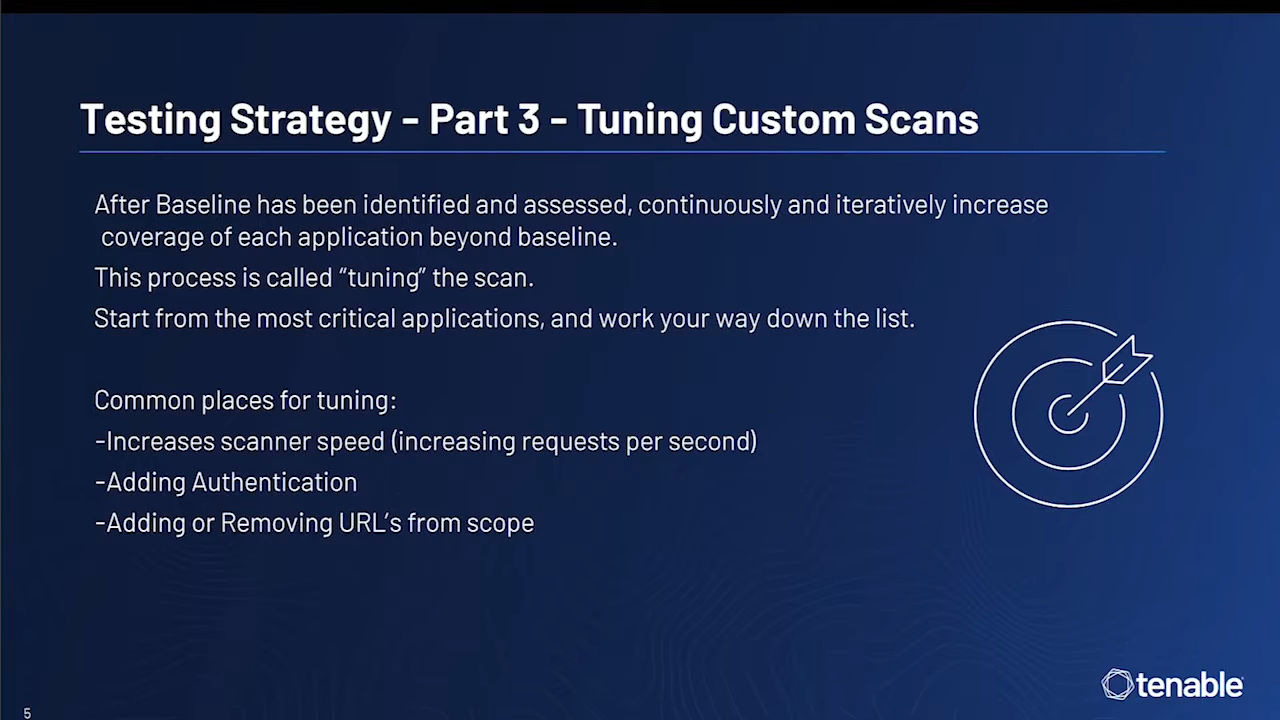 Testing Strategy - Part 3 - Tuning Custom Scans
After Baseline has been identified and assessed, continuously and iteratively increase
coverage of each application beyond baseline.
This process is called “tuning” the scan.
Start from the most critical applications, and work your way down the list.
Common places for tuning:
-Increases scanner speed (increasing requests per second)
-Adding Authentication
-Adding or Removing URL’s from scope
tenable
5